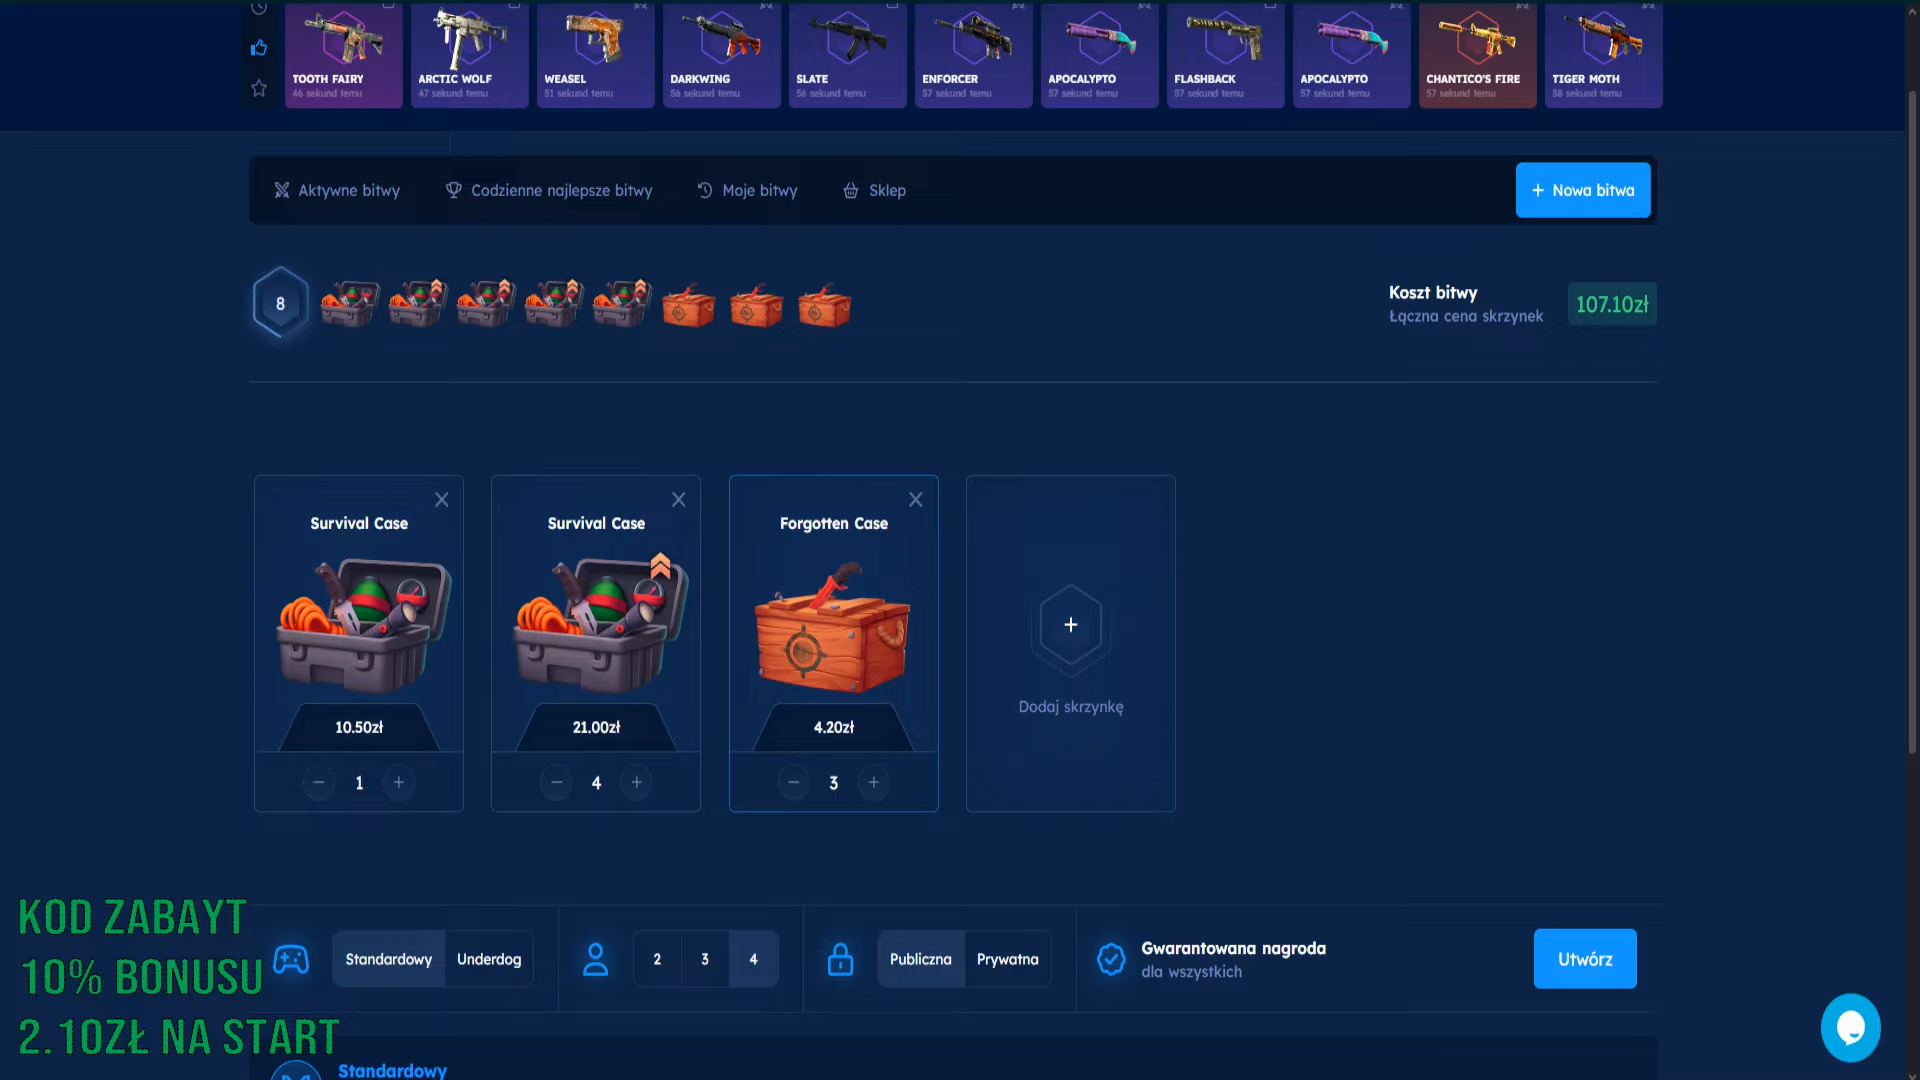 TOOTH FAIRY
46 sekund temu
ARCTIC WOLF
47 sekund temu
WEASEL
51 sekund temu
DARKWING
56 sekund temu
SLATE
56 sekund temu
ENFORCER
57 sekund temu
APOCALYPTO
57 sekund temu
FLASHBACK
57 sekund temu
APOCALYPTO
57 sekund temu
CHANTICO'S FIRE
57 sekund temu
TIGER MOTH
58 sekund temu
Aktywne bitwy
Codzienne najlepsze bitwy
Moje bitwy
Sklep
+ Nowa bitwa
8
Koszt bitwy
Łączna cena skrzynek
107.10zł
Survival Case
10.50zł
− 1 +
Survival Case
21.00zł
− 4 +
Forgotten Case
4.20zł
− 3 +
+
Dodaj skrzynkę
KOD ZABAYT
10% BONUSU
2.10ZŁ NA START
Standardowy
Underdog
2
3
4
Publiczna
Prywatna
Gwarantowana nagroda
dla wszystkich
Utwórz
Standardowy